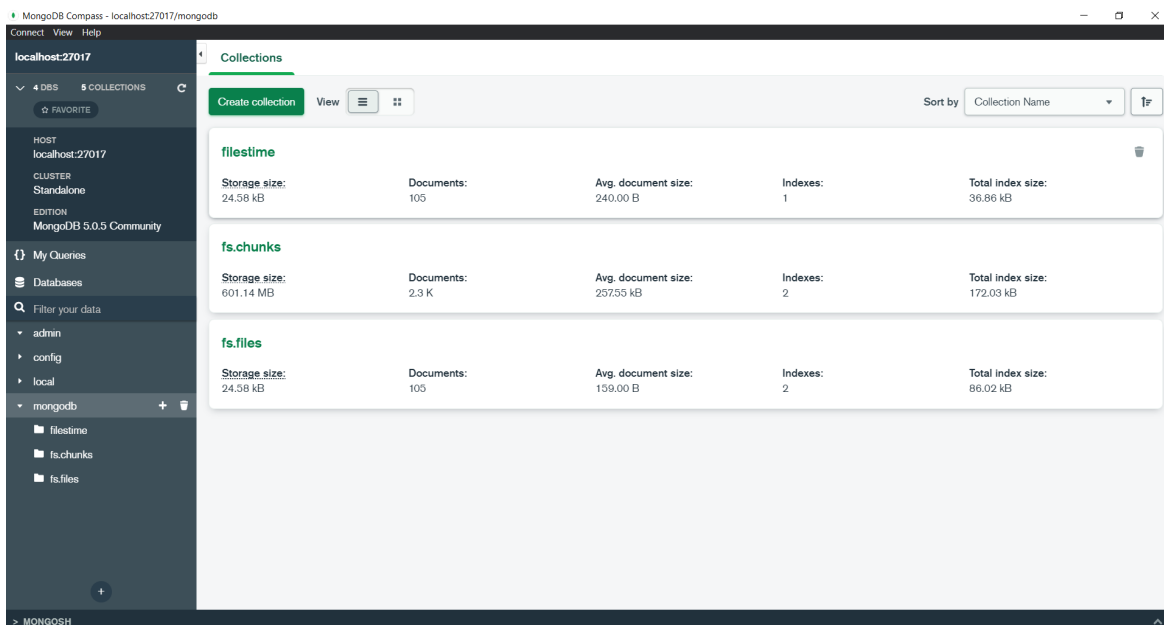 MongoDB Compass - localhost:27017/mongodb
Connect View Help
localhost:27017
4 DBS 5 COLLECTIONS
FAVORITE
HOST
localhost:27017
CLUSTER
Standalone
EDITION
MongoDB 5.0.5 Community
{} My Queries
Databases
Filter your data
admin
config
local
mongodb
filestime
fs.chunks
fs.files
> MONGOSH
Collections
Create collection View Sort by Collection Name
filestime
Storage size: Documents: Avg. document size: Indexes: Total index size:
24.58 kB 105 240.00 B 1 36.86 kB
fs.chunks
Storage size: Documents: Avg. document size: Indexes: Total index size:
601.14 MB 2.3 K 257.55 kB 2 172.03 kB
fs.files
Storage size: Documents: Avg. document size: Indexes: Total index size:
24.58 kB 105 159.00 B 2 86.02 kB